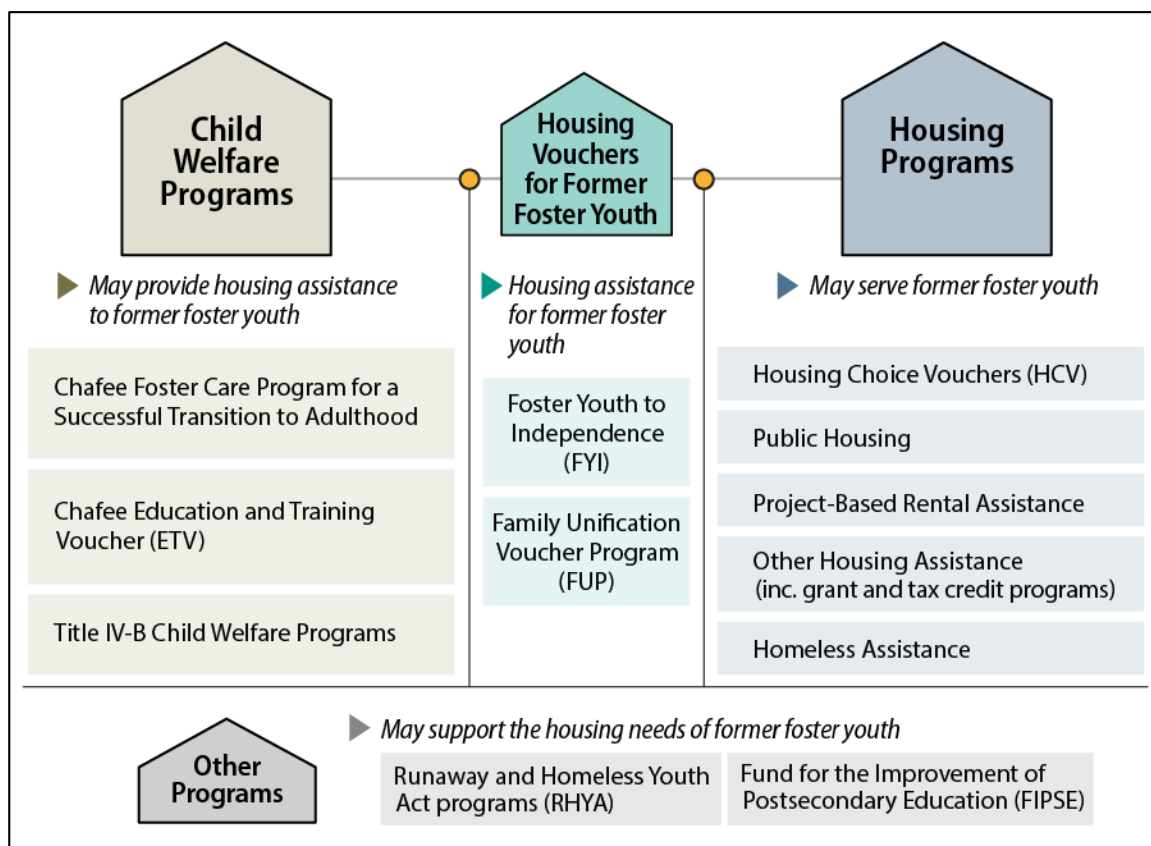 Child
Welfare
Programs
May provide housing assistance
to former foster youth
Chafee Foster Care Program for a
Successful Transition to Adulthood
Chafee Education and Training
Voucher (ETV)
Title IV-B Child Welfare Programs
Housing
Vouchers
for Former
Foster Youth
Housing assistance
for former foster
youth
Foster Youth to
Independence
(FYI)
Family Unification
Voucher Program
(FUP)
Housing
Programs
May serve former foster youth
Housing Choice Vouchers (HCV)
Public Housing
Project-Based Rental Assistance
Other Housing Assistance
(inc. grant and tax credit programs)
Homeless Assistance
Other
Programs
May support the housing needs of former foster youth
Runaway and Homeless Youth
Act programs (RHYA)
Fund for the Improvement of
Postsecondary Education (FIPSE)